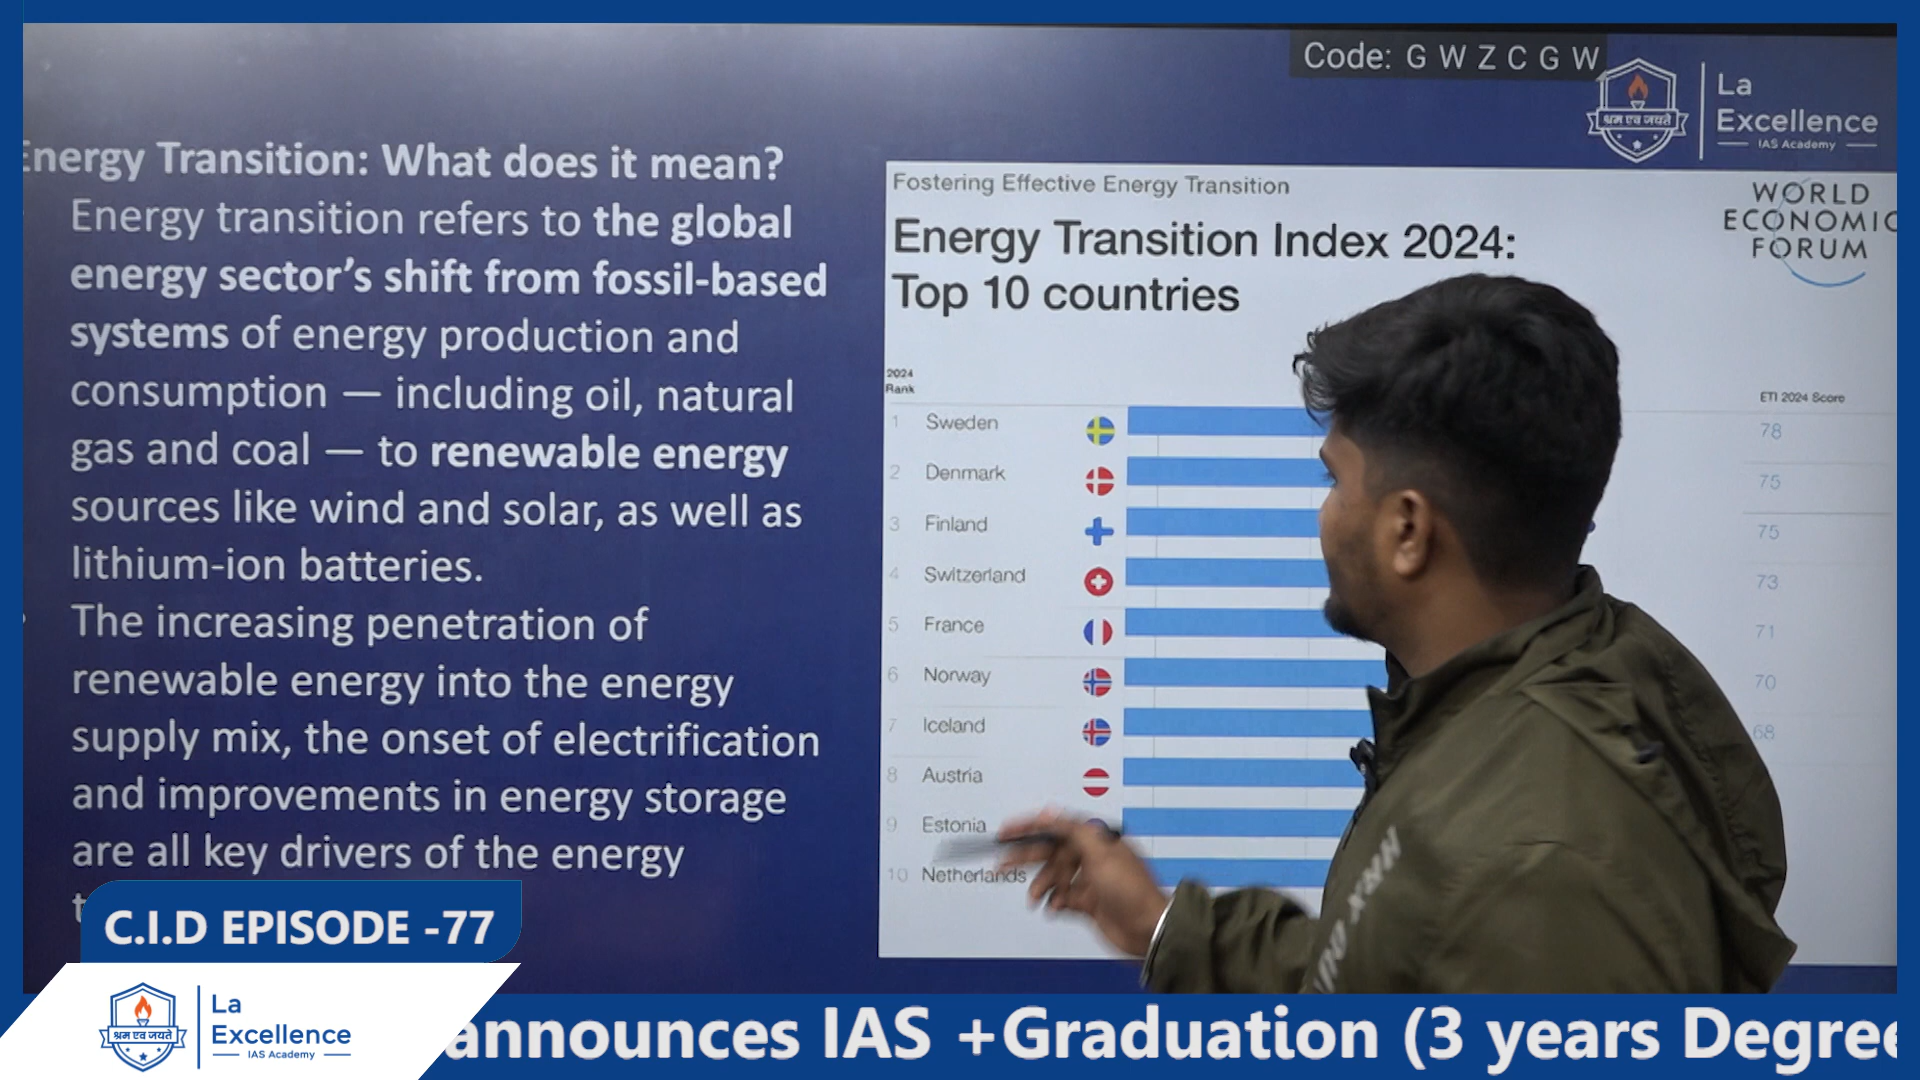 Code: G W Z C G W
श्रम एव जयते
La
Excellence
IAS Academy
Energy Transition: What does it mean?
Energy transition refers to the global
energy sector’s shift from fossil-based
systems of energy production and
consumption — including oil, natural
gas and coal — to renewable energy
sources like wind and solar, as well as
lithium-ion batteries.
The increasing penetration of
renewable energy into the energy
supply mix, the onset of electrification
and improvements in energy storage
are all key drivers of the energy
Fostering Effective Energy Transition
WORLD
ECONOMIC
FORUM
Energy Transition Index 2024:
Top 10 countries
2024
Rank
ETI 2024 Score
1 Sweden 78
2 Denmark 75
3 Finland 75
4 Switzerland 73
5 France 71
6 Norway 70
7 Iceland 68
8 Austria
9 Estonia
10 Netherlands
C.I.D EPISODE -77
श्रम एव जयते
La
Excellence
IAS Academy
announces IAS +Graduation (3 years Degree